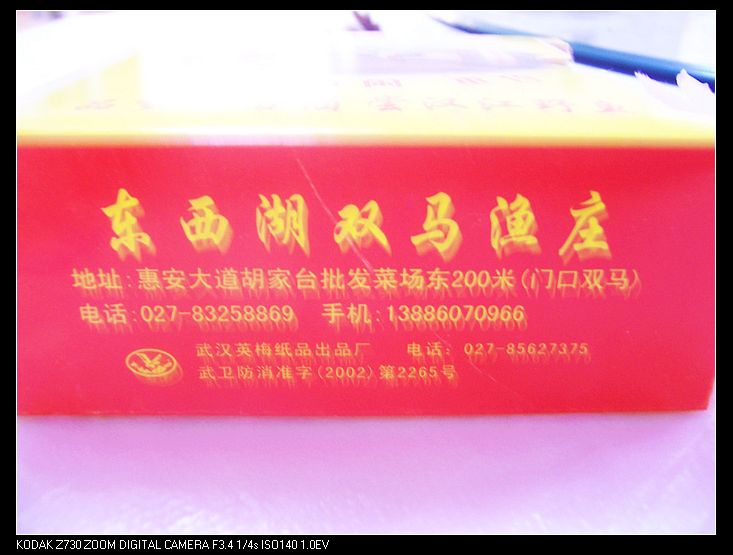 东西湖双马渔庄
地址:惠安大道胡家台批发菜场东200米(门口双马)
电话:027-83258869 手机:13886070966
武汉英梅纸品出品厂 电话: 027-85627375
武卫防消准字(2002)第2265号
KODAK Z730 ZOOM DIGITAL CAMERA F3.4 1/4s ISO140 1.0EV